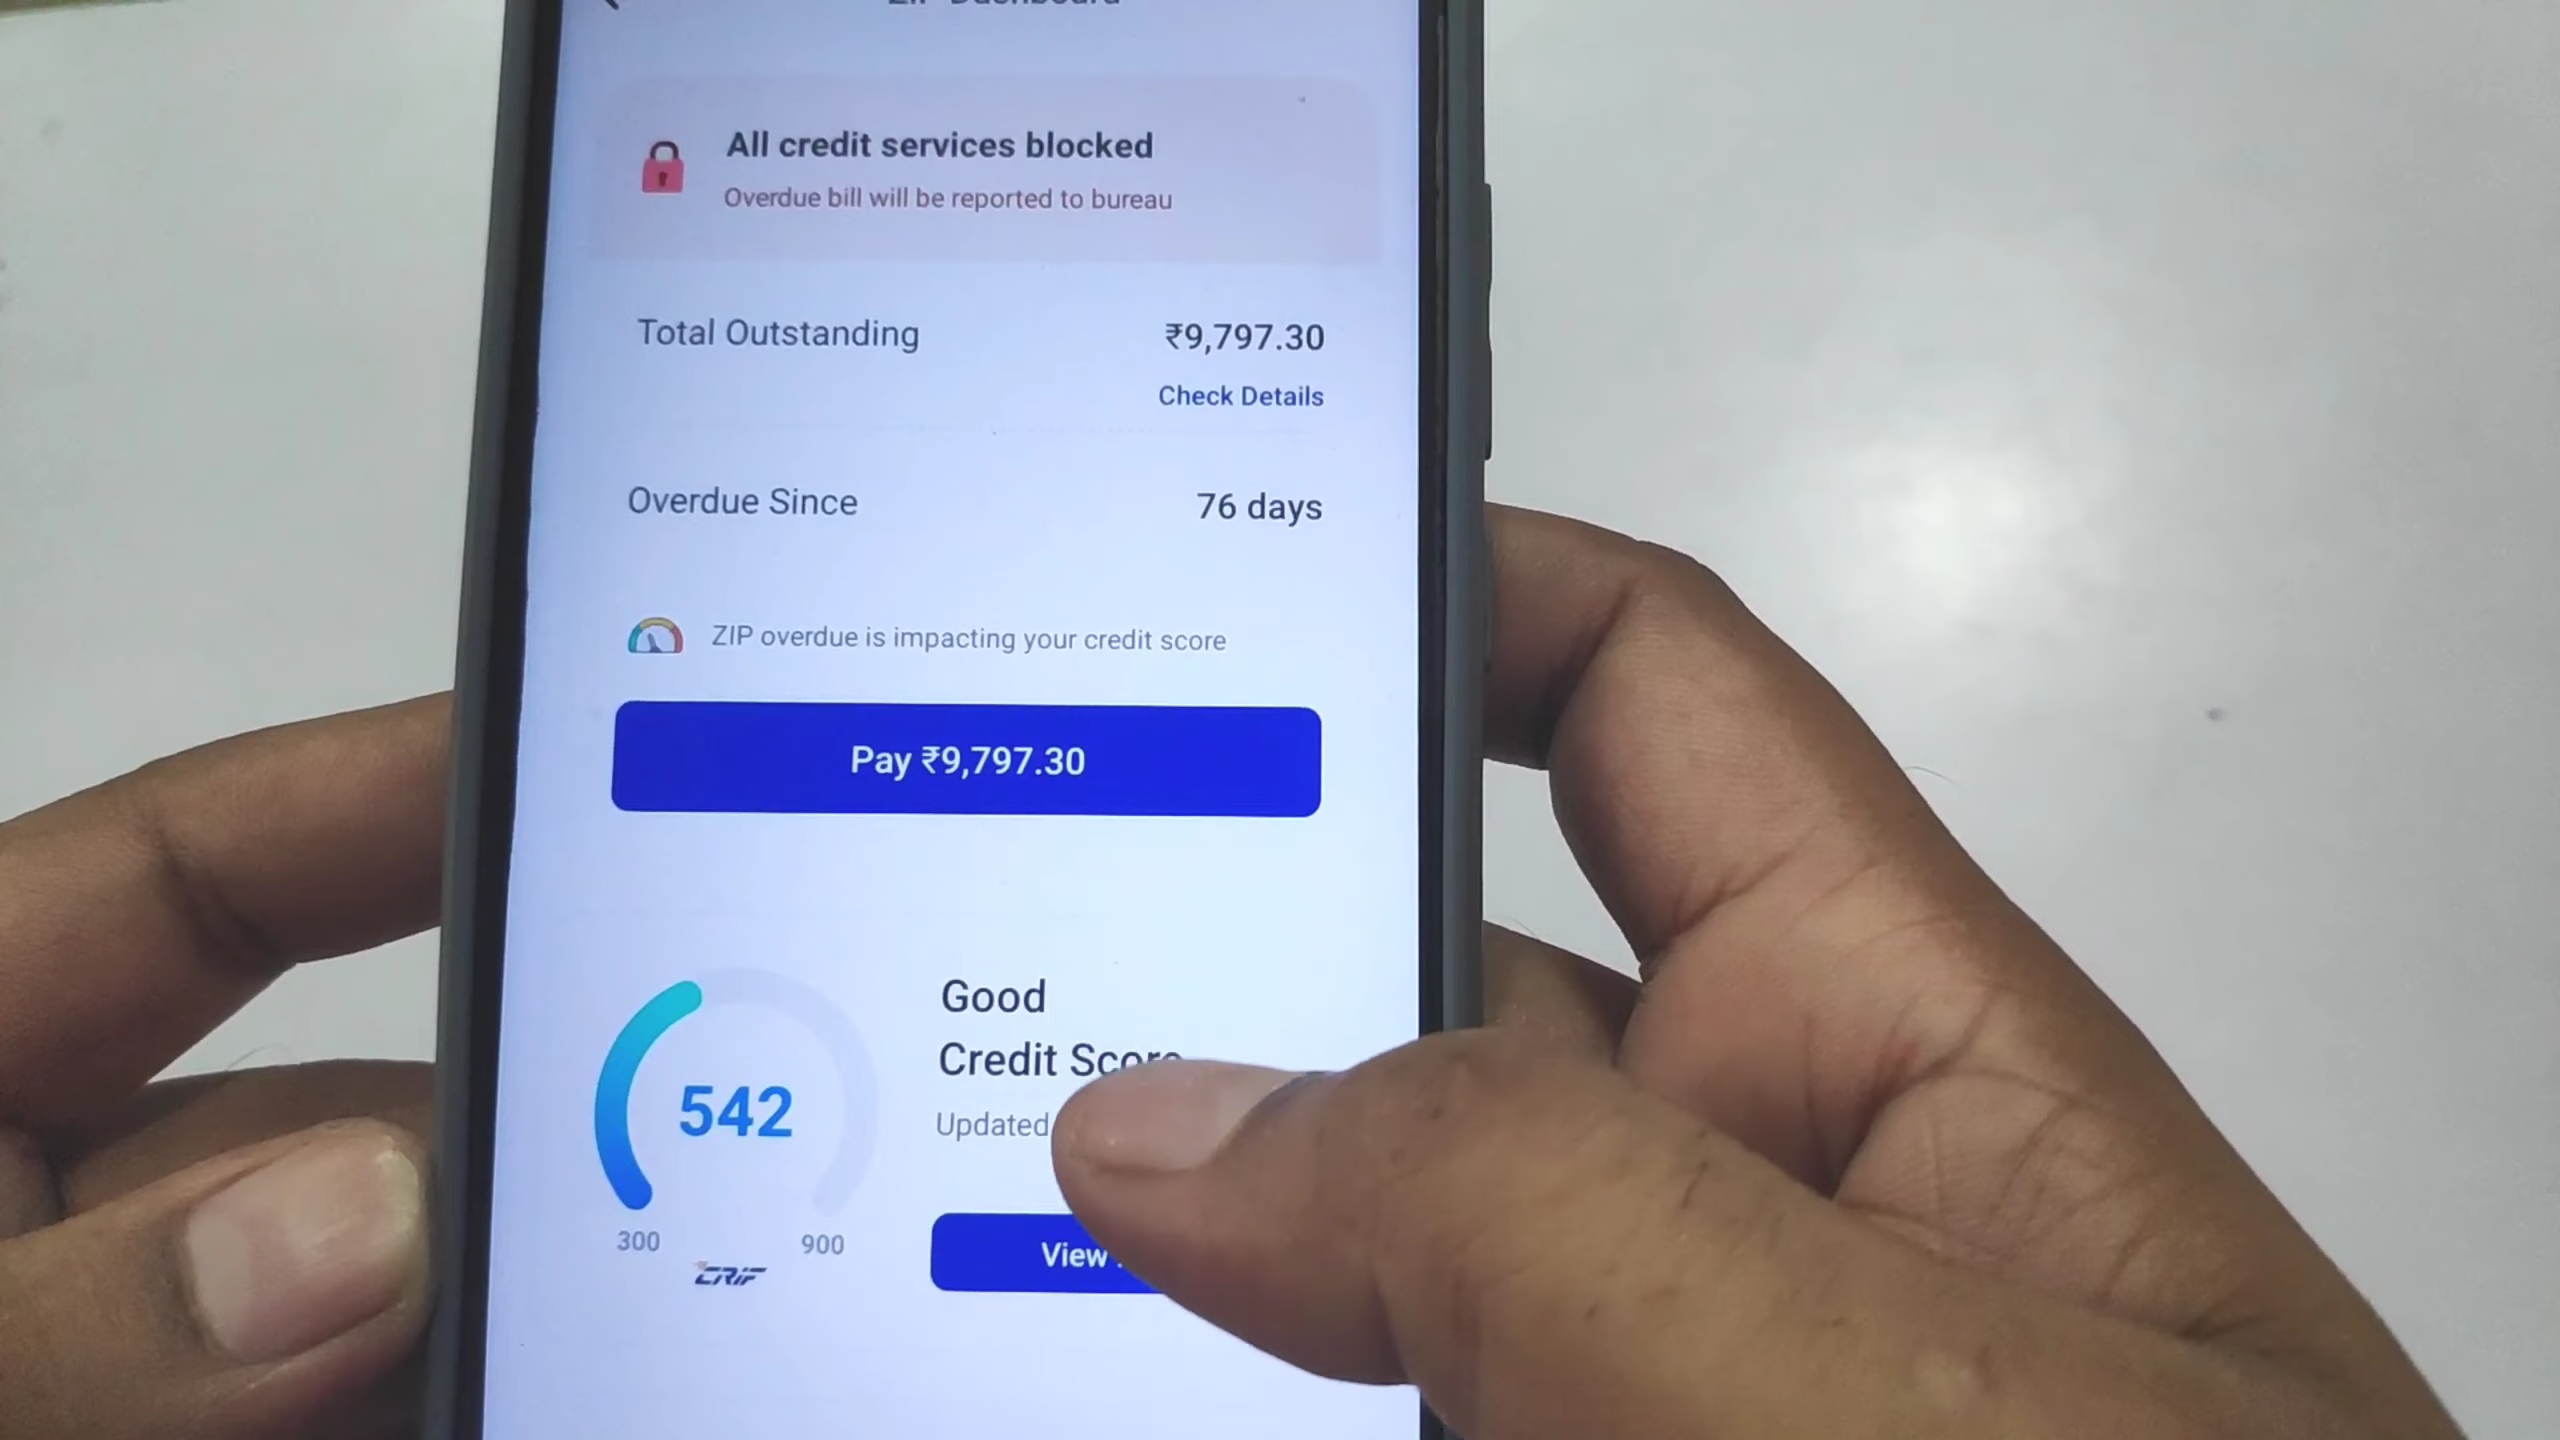 ZIP Dashboard
All credit services blocked
Overdue bill will be reported to bureau
Total Outstanding ₹9,797.30
Check Details
Overdue Since 76 days
ZIP overdue is impacting your credit score
Pay ₹9,797.30
Good
Credit Score
542
Updated
View
300 900
CRIF